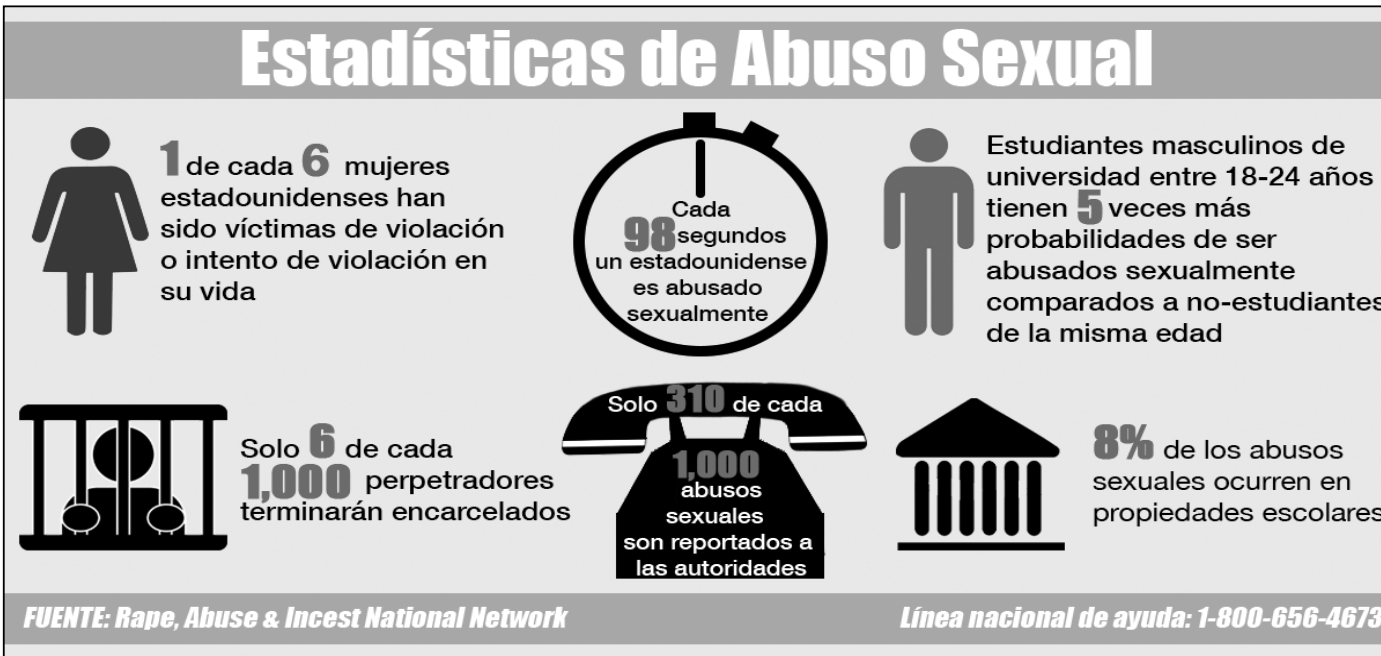 Estadísticas de Abuso Sexual
1 de cada 6 mujeres
estadounidenses han
sido víctimas de violación
o intento de violación en
su vida
Cada
98 segundos
un estadounidense
es abusado
sexualmente
Estudiantes masculinos de
universidad entre 18-24 años
tienen 5 veces más
probabilidades de ser
abusados sexualmente
comparados a no-estudiantes
de la misma edad
Solo 6 de cada
1,000 perpetradores
terminarán encarcelados
Solo 310 de cada
1,000
abusos
sexuales
son reportados a
las autoridades
8% de los abusos
sexuales ocurren en
propiedades escolares
FUENTE: Rape, Abuse & Incest National Network
Línea nacional de ayuda: 1-800-656-4673